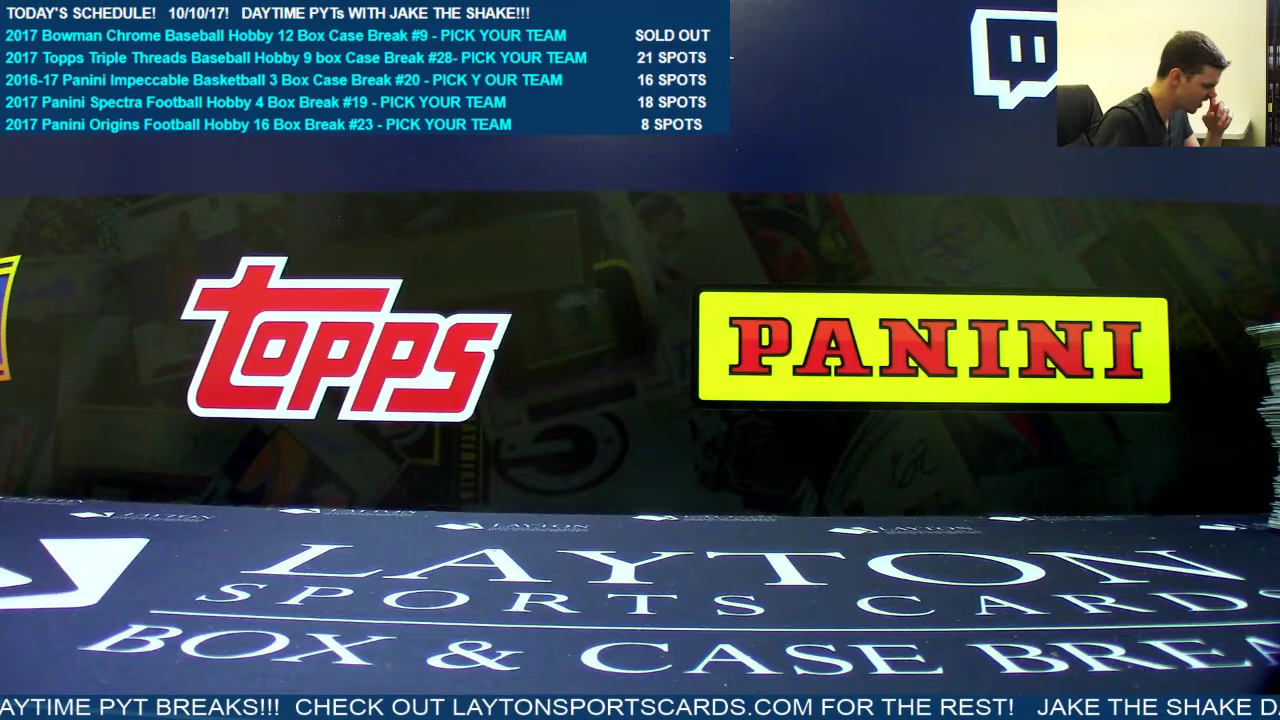 TODAY'S SCHEDULE! 10/10/17! DAYTIME PYTs WITH JAKE THE SHAKE!!!
2017 Bowman Chrome Baseball Hobby 12 Box Case Break #9 - PICK YOUR TEAM SOLD OUT
2017 Topps Triple Threads Baseball Hobby 9 box Case Break #28- PICK YOUR TEAM 21 SPOTS
2016-17 Panini Impeccable Basketball 3 Box Case Break #20 - PICK Y OUR TEAM 16 SPOTS
2017 Panini Spectra Football Hobby 4 Box Break #19 - PICK YOUR TEAM 18 SPOTS
2017 Panini Origins Football Hobby 16 Box Break #23 - PICK YOUR TEAM 8 SPOTS
topps
PANINI
LAYTON
LAYTON
SPORTS CARDS
BOX & CASE BREA
AYTIME PYT BREAKS!!! CHECK OUT LAYTONSPORTSCARDS.COM FOR THE REST! JAKE THE SHAKE DA